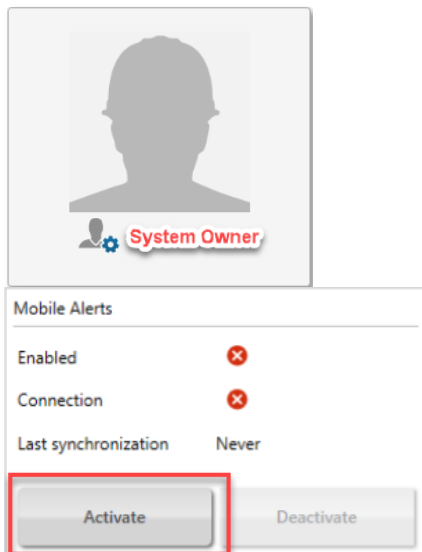 System Owner
Mobile Alerts
Enabled
Connection
Last synchronization Never
Activate Deactivate